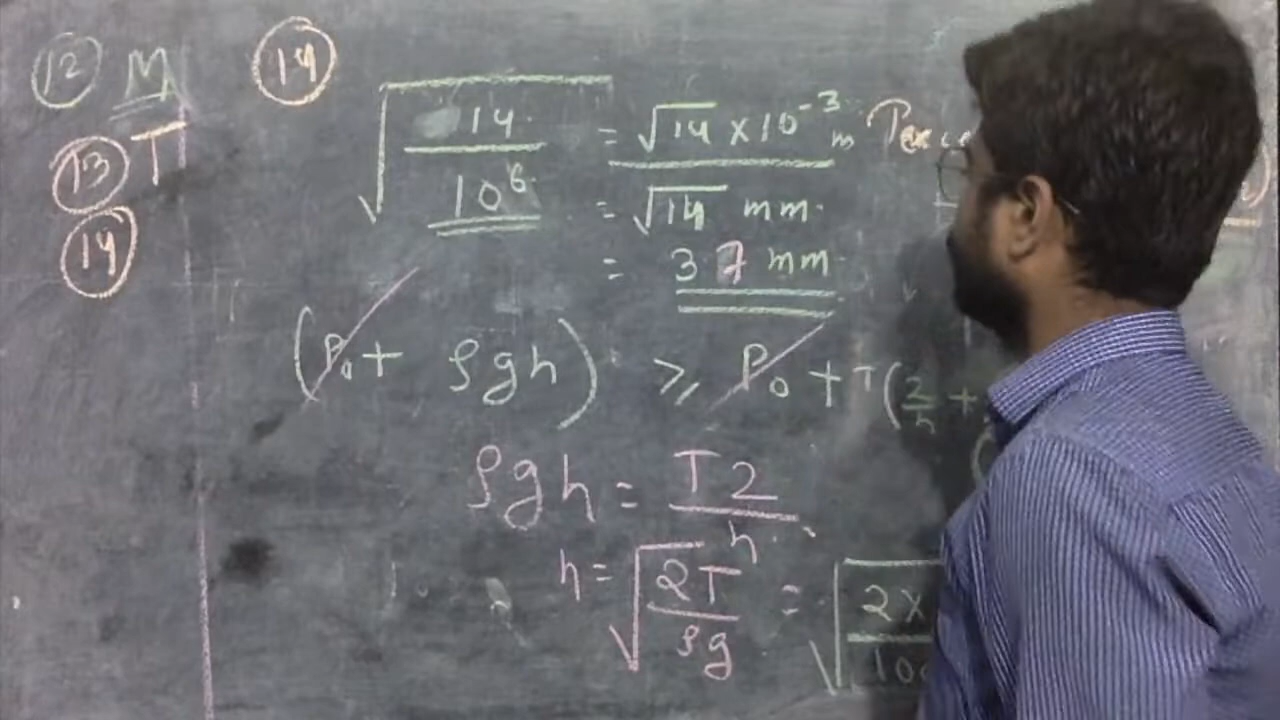 12 M
13 T
14
14
√(14/10⁶) = √14 × 10⁻³ m
= √14 mm
= 3 7 mm
(P₀ + ρgh) ≥ P₀ + T(2/h +
ρgh = T2/h
h = √(2T/ρg) = √(2×